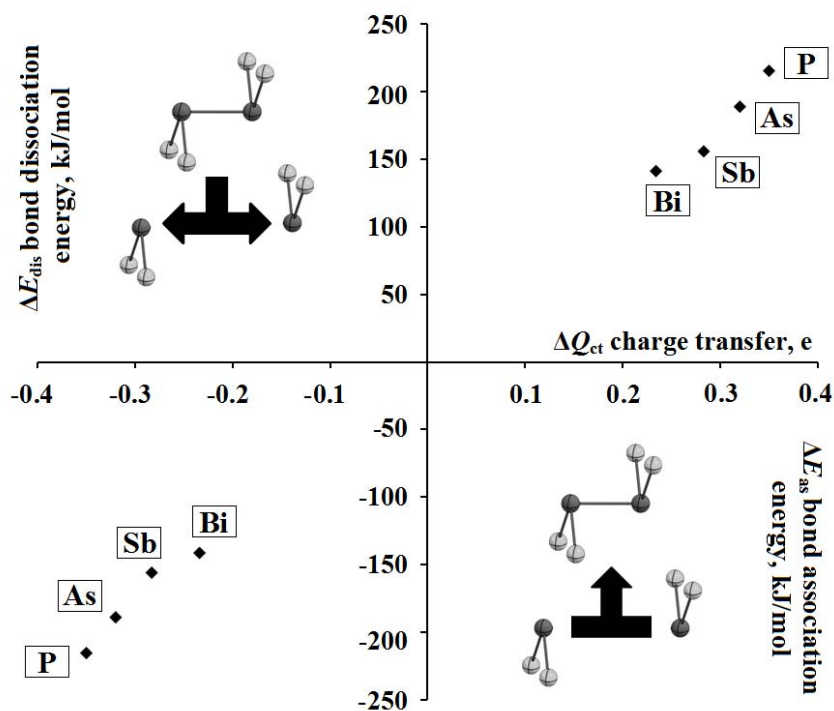 250
200
150
100
50
ΔEdis bond dissociation
energy, kJ/mol
P
As
Sb
Bi
ΔQct charge transfer, e
-0.4 -0.3 -0.2 -0.1 0.1 0.2 0.3 0.4
-50
-100
-150
-200
-250
Bi
Sb
As
P
ΔEas bond association
energy, kJ/mol